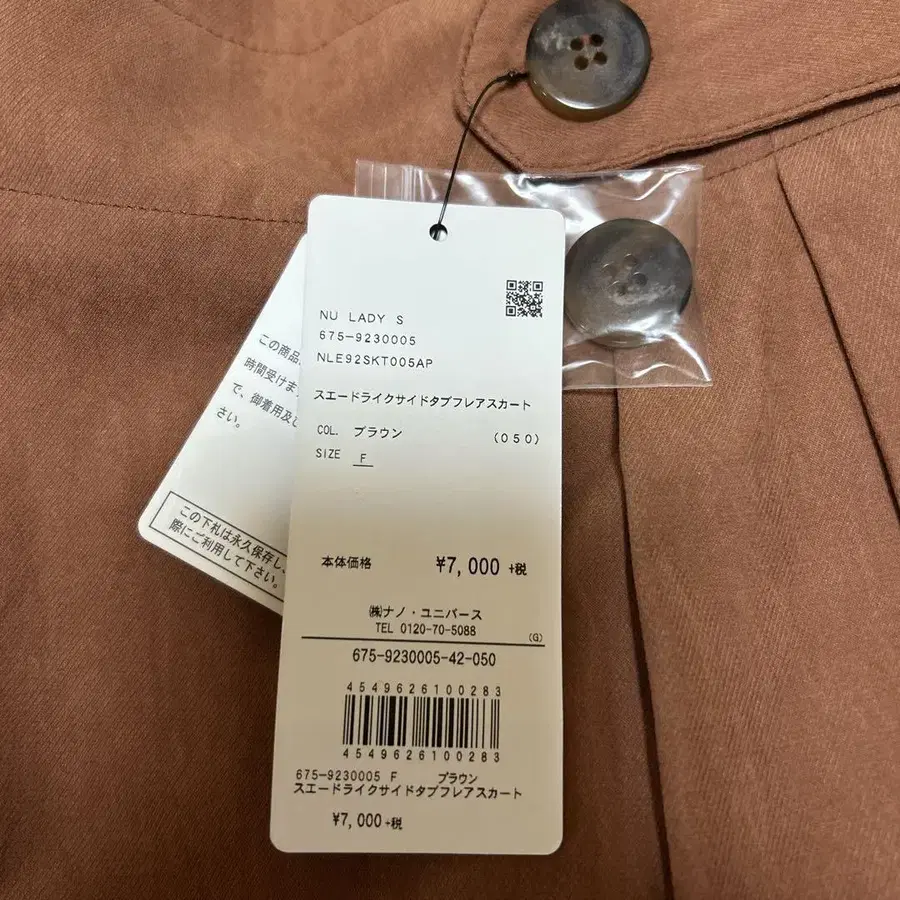 NU LADY S
675-9230005
NLE92SKT005AP
スエードライクサイドタブフレアスカート
COL. ブラウン (050)
SIZE F
本体価格 ¥7,000 +税
㈱ナノ・ユニバース
TEL 0120-70-5088
(G)
675-9230005-42-050
4549626100283
4549626100283
675-9230005 F ブラウン
スエードライクサイドタブフレアスカート
¥7,000+税
この商品
時間受けま
で、御着用及び
さい。
この下札は永久保存し、
際にご利用して下さい。